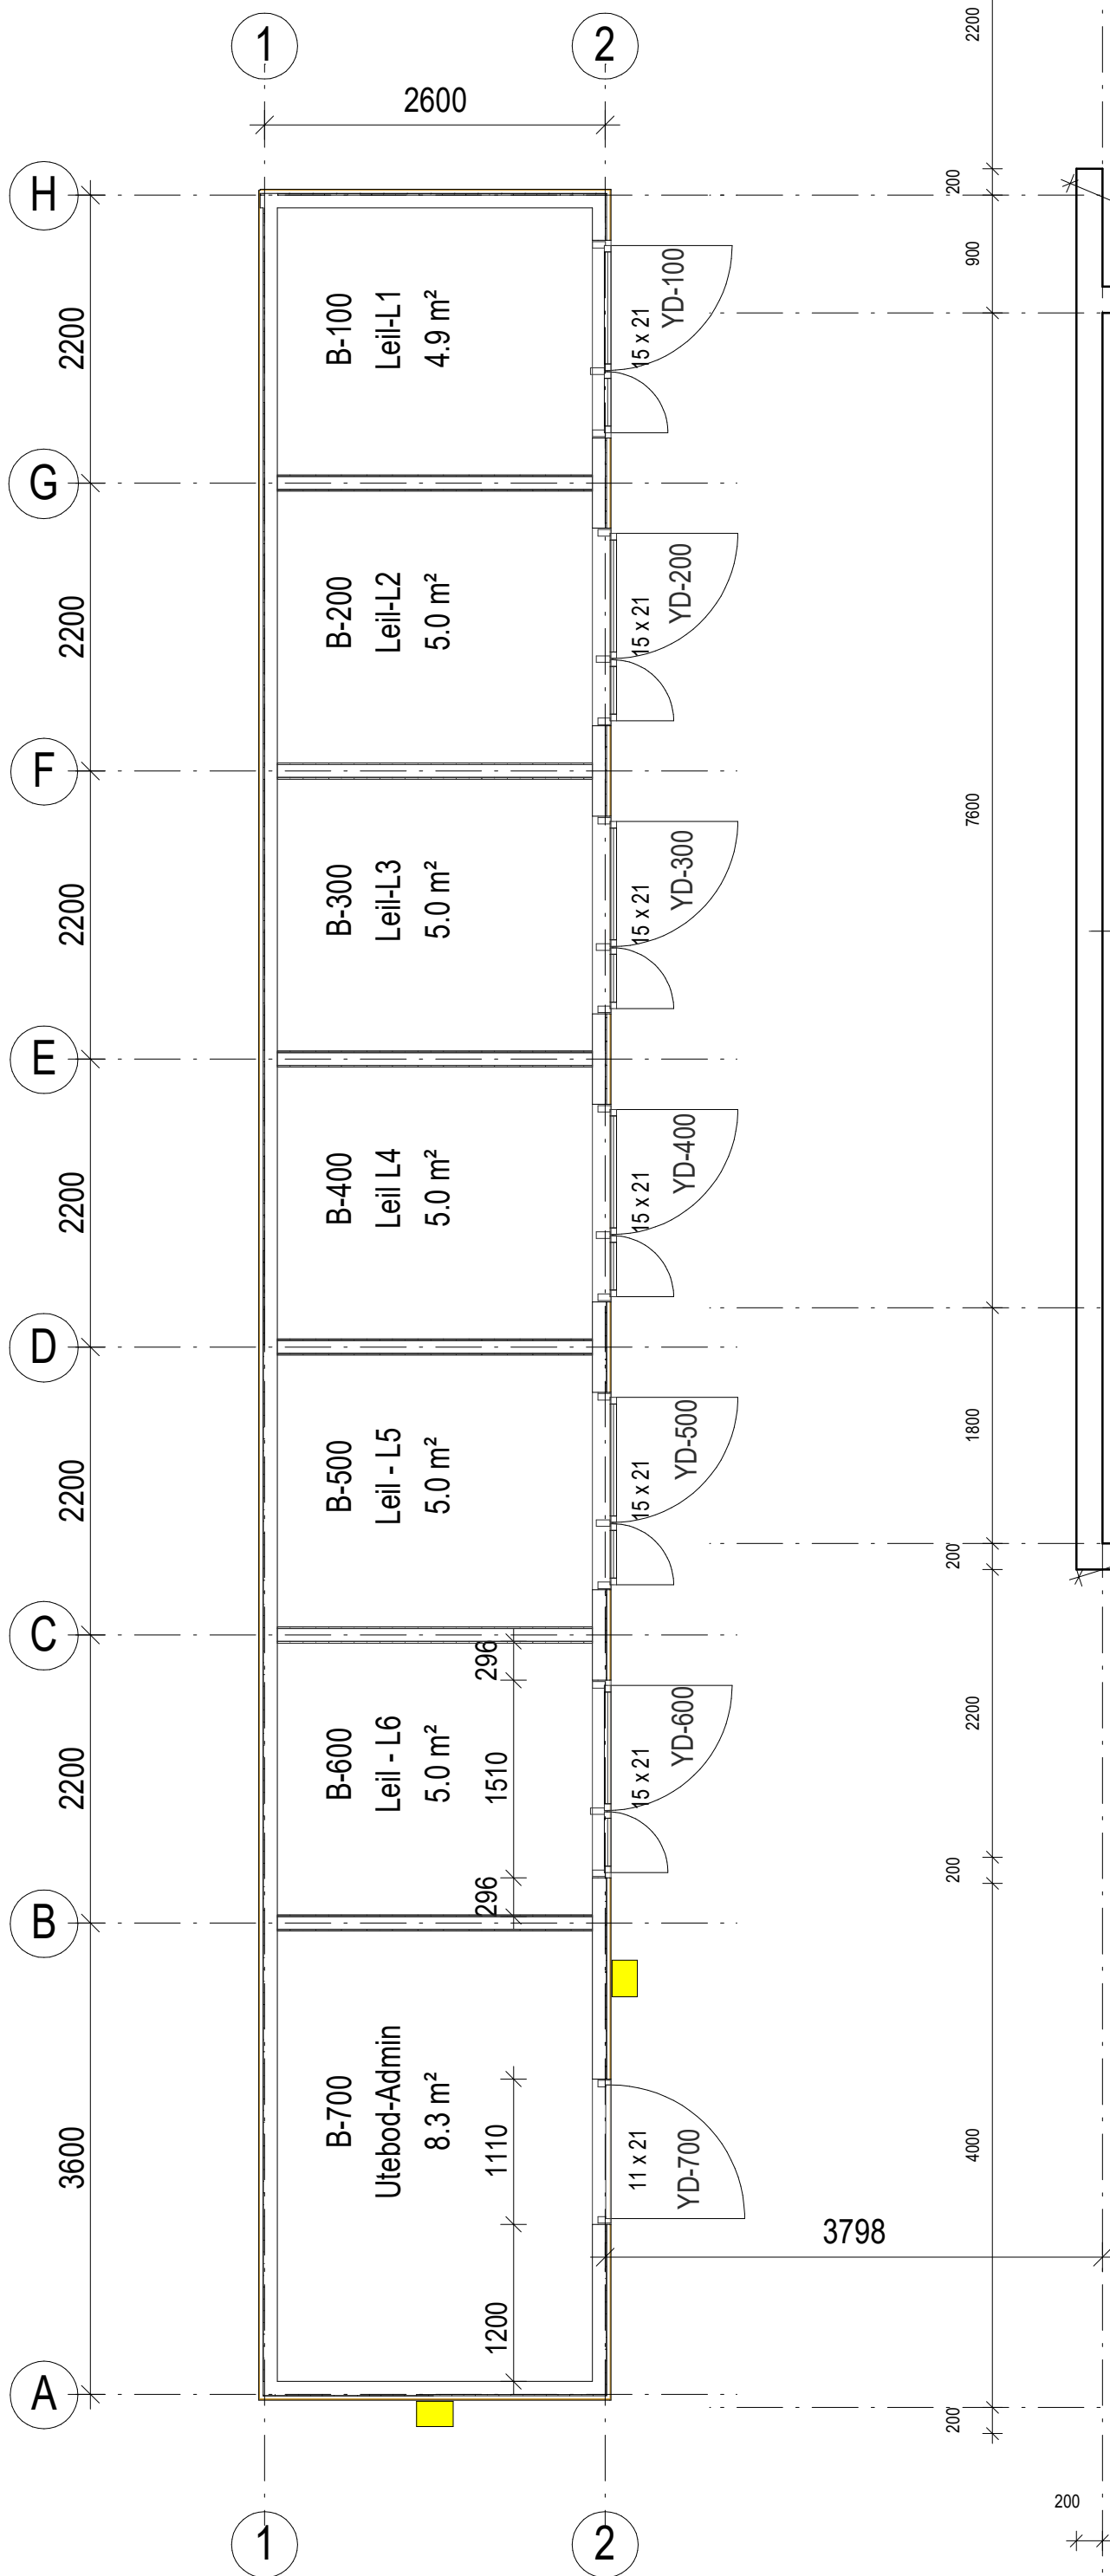 1
2
2200
2600
H
200
900
2200
B-100
Leil-L1
4.9 m²
15 x 21
YD-100
G
2200
B-200
Leil-L2
5.0 m²
15 x 21
YD-200
F
7600
2200
B-300
Leil-L3
5.0 m²
15 x 21
YD-300
E
2200
B-400
Leil L4
5.0 m²
15 x 21
YD-400
D
1800
2200
B-500
Leil - L5
5.0 m²
15 x 21
YD-500
200
C
296
2200
B-600
Leil - L6
5.0 m²
1510
15 x 21
YD-600
2200
200
296
B
3600
B-700
Utebod-Admin
8.3 m²
1110
11 x 21
YD-700
4000
3798
1200
A
200
200
1
2